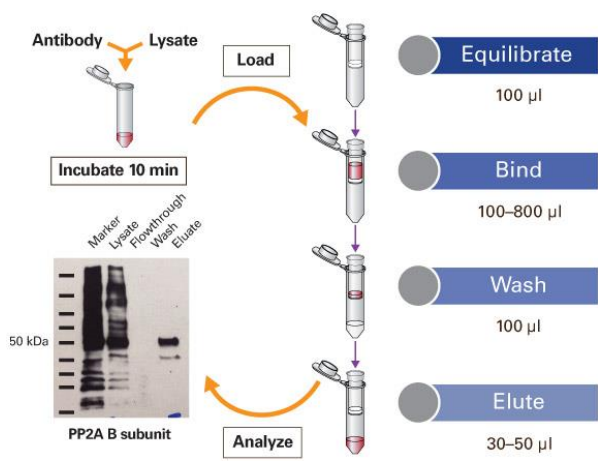 Antibody Lysate
Load
Incubate 10 min
Equilibrate
100 µl
Bind
100–800 µl
Wash
100 µl
Elute
30–50 µl
Marker
Lysate
Flowthrough
Wash
Eluate
50 kDa
PP2A B subunit
Analyze